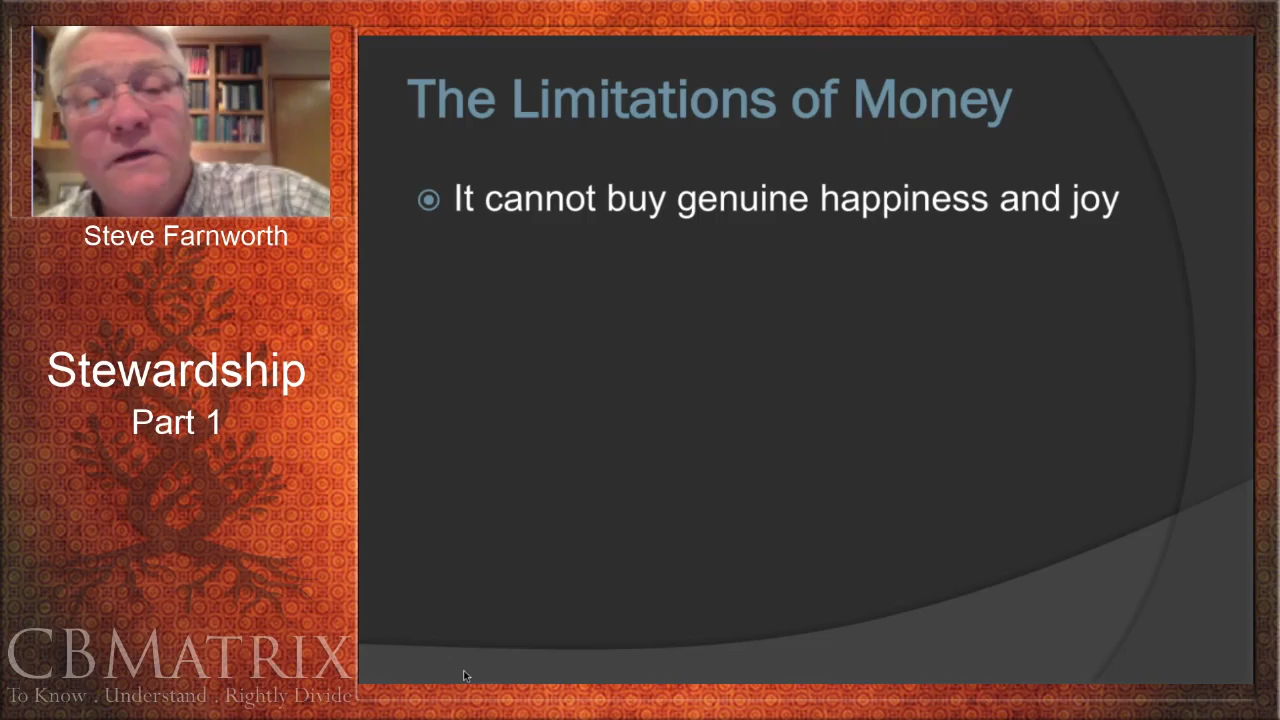 Steve Farnworth
Stewardship
Part 1
CBMATRIX
To Know . Understand . Rightly Divide
The Limitations of Money
It cannot buy genuine happiness and joy